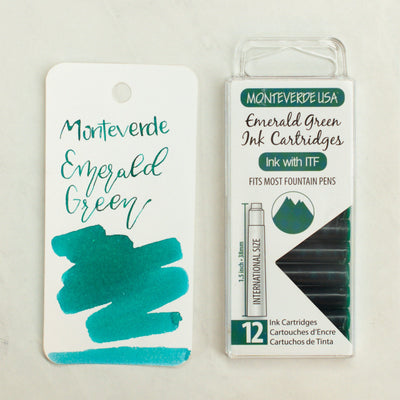 Monteverde
Emerald
Green
MONTEVERDE USA
Emerald Green
Ink Cartridges
Ink with ITF
FITS MOST FOUNTAIN PENS
1.5 inch - 38mm
INTERNATIONAL SIZE
12 Ink Cartridges
Cartouches d'Encre
Cartuchos de Tinta